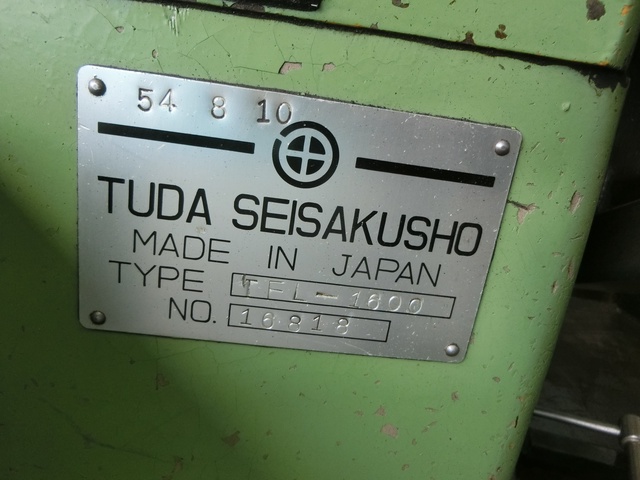 54 8 10
TUDA SEISAKUSHO
MADE IN JAPAN
TYPE TFL-1600
NO. 16818